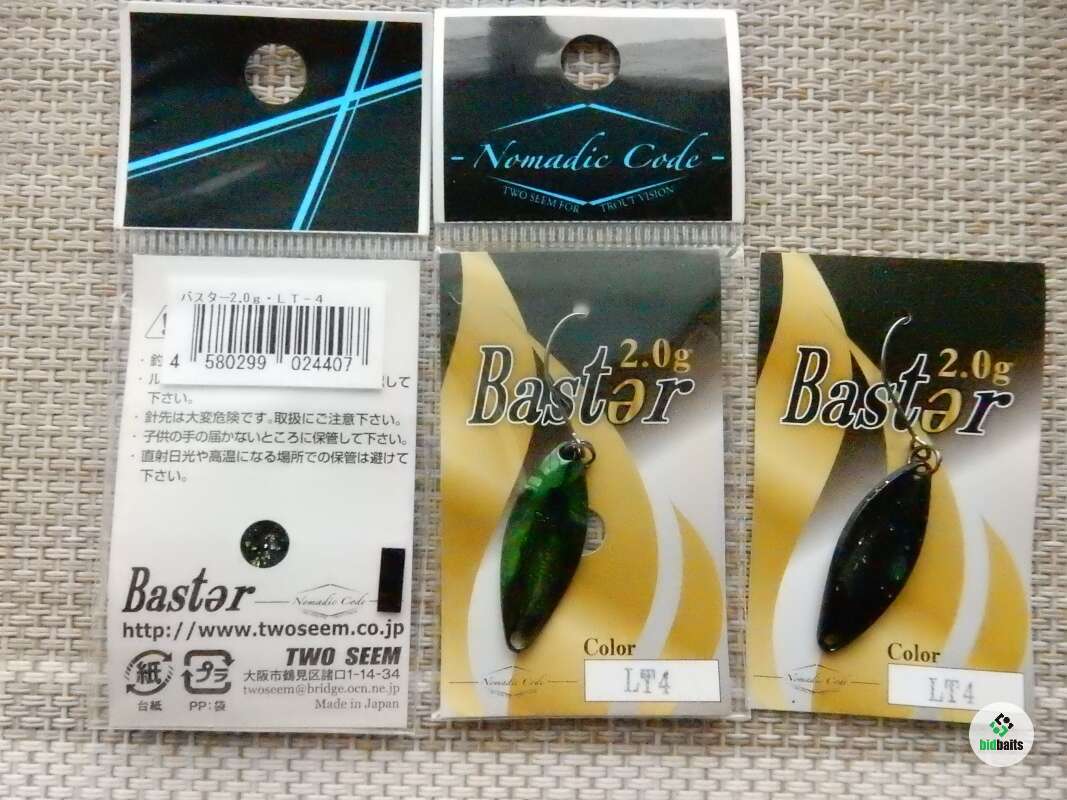 - Nomadic Code -
TWO SEEM FOR TROUT VISION
バスター2.0g・LT-4
4 580299 024407
・釣
・ル
して
下さい。
・針先は大変危険です。取扱にご注意下さい。
・子供の手の届かないところに保管して下さい。
・直射日光や高温になる場所での保管は避けて
下さい。
Bastər
Nomadic Code
http://www.twoseem.co.jp
TWO SEEM
大阪市鶴見区諸口1-14-34
twoseem@bridge.ocn.ne.jp
Made in Japan
紙
台紙
プラ
PP:袋
2.0g
Bastər
Color
LT4
Nomadic Code
2.0g
Bastər
Color
LT4
Nomadic Code
bidbaits